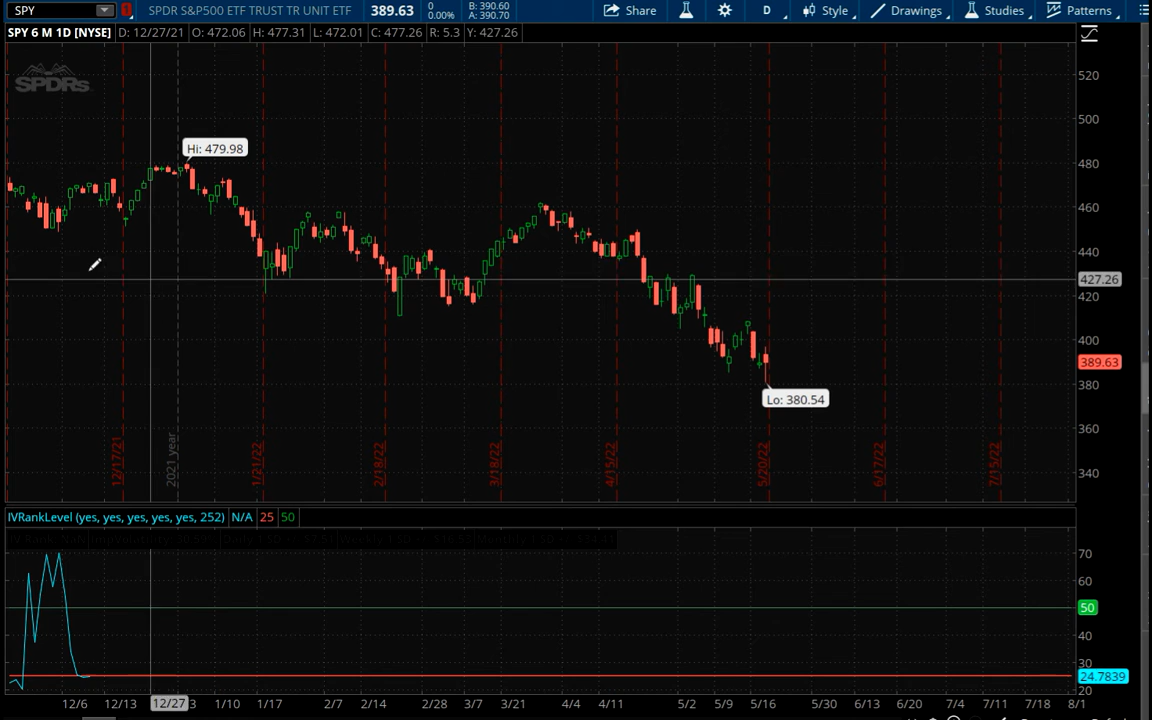 SPY 1 SPDR S&P500 ETF TRUST TR UNIT ETF 389.63 0 0.00% B: 390.60 A: 390.70 Share D Style Drawings Studies Patterns
SPY 6 M 1D [NYSE] D: 12/27/21 O: 472.06 H: 477.31 L: 472.01 C: 477.26 R: 5.3 Y: 427.26
SPDRs
520
500
Hi: 479.98
480
460
440
427.26
420
400
389.63
380
Lo: 380.54
360
340
12/17/21 2021 year 1/21/22 2/18/22 3/18/22 4/15/22 5/20/22 6/17/22 7/15/22
IVRankLevel (yes, yes, yes, yes, yes, 252) N/A 25 50
70
60
50
40
30
24.7839
20
12/6 12/13 12/27 3 1/10 1/17 2/7 2/14 2/28 3/7 3/21 4/4 4/11 5/2 5/9 5/16 5/30 6/6 6/20 7/4 7/11 7/18 8/1